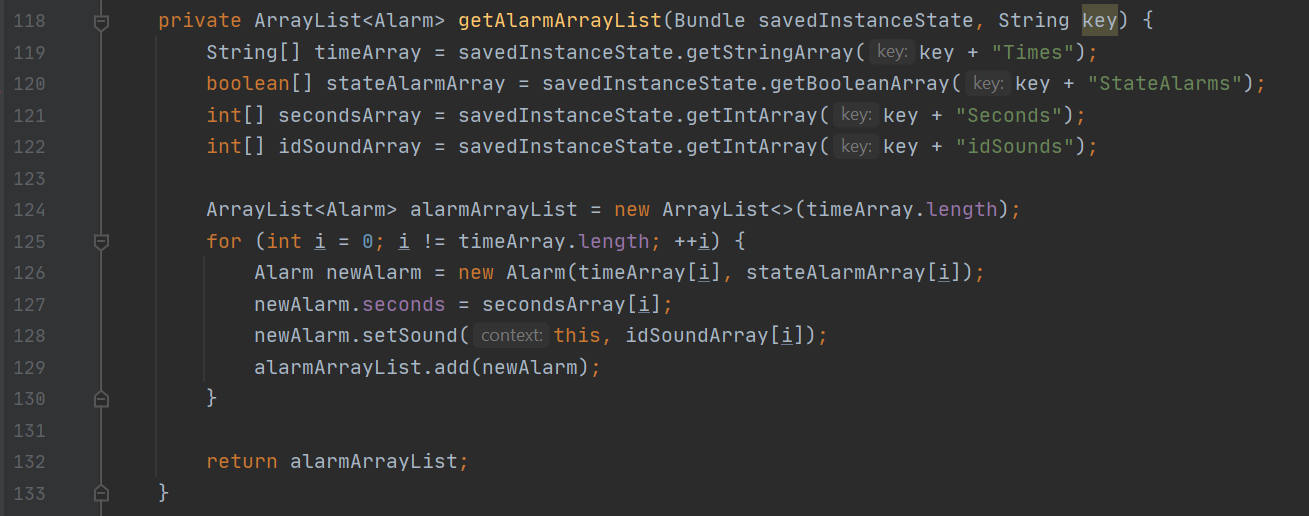 118 private ArrayList<Alarm> getAlarmArrayList(Bundle savedInstanceState, String key) {
119 String[] timeArray = savedInstanceState.getStringArray( key: key + "Times");
120 boolean[] stateAlarmArray = savedInstanceState.getBooleanArray( key: key + "StateAlarms");
121 int[] secondsArray = savedInstanceState.getIntArray( key: key + "Seconds");
122 int[] idSoundArray = savedInstanceState.getIntArray( key: key + "idSounds");
123
124 ArrayList<Alarm> alarmArrayList = new ArrayList<>(timeArray.length);
125 for (int i = 0; i != timeArray.length; ++i) {
126 Alarm newAlarm = new Alarm(timeArray[i], stateAlarmArray[i]);
127 newAlarm.seconds = secondsArray[i];
128 newAlarm.setSound( context: this, idSoundArray[i]);
129 alarmArrayList.add(newAlarm);
130 }
131
132 return alarmArrayList;
133 }